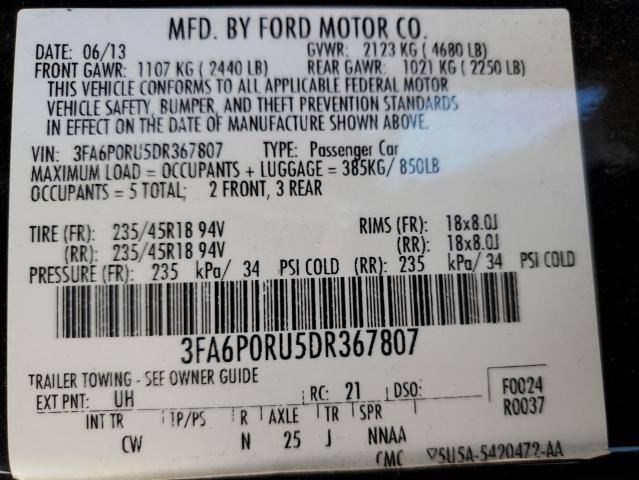 MFD. BY FORD MOTOR CO.
DATE: 06/13 GVWR: 2123 KG ( 4680 LB)
FRONT GAWR: 1107 KG ( 2440 LB) REAR GAWR: 1021 KG ( 2250 LB)
THIS VEHICLE CONFORMS TO ALL APPLICABLE FEDERAL MOTOR
VEHICLE SAFETY, BUMPER, AND THEFT PREVENTION STANDARDS
IN EFFECT ON THE DATE OF MANUFACTURE SHOWN ABOVE.
VIN: 3FA6P0RU5DR367807 TYPE: Passenger Car
MAXIMUM LOAD = OCCUPANTS + LUGGAGE = 385KG/ 850LB
OCCUPANTS = 5 TOTAL; 2 FRONT, 3 REAR
TIRE (FR): 235/45R18 94V RIMS (FR): 18x8.0J
(RR): 235/45R18 94V (RR): 18x8.0J
PRESSURE (FR): 235 kPa/ 34 PSI COLD (RR): 235 kPa/ 34 PSI COLD
3FA6P0RU5DR367807
TRAILER TOWING - SEE OWNER GUIDE
EXT PNT: UH RC: 21 DSO: F0024
R0037
INT TR TP/PS R AXLE TR SPR
CW N 25 J NNAA
CMC ▽5U5A-5420472-AA